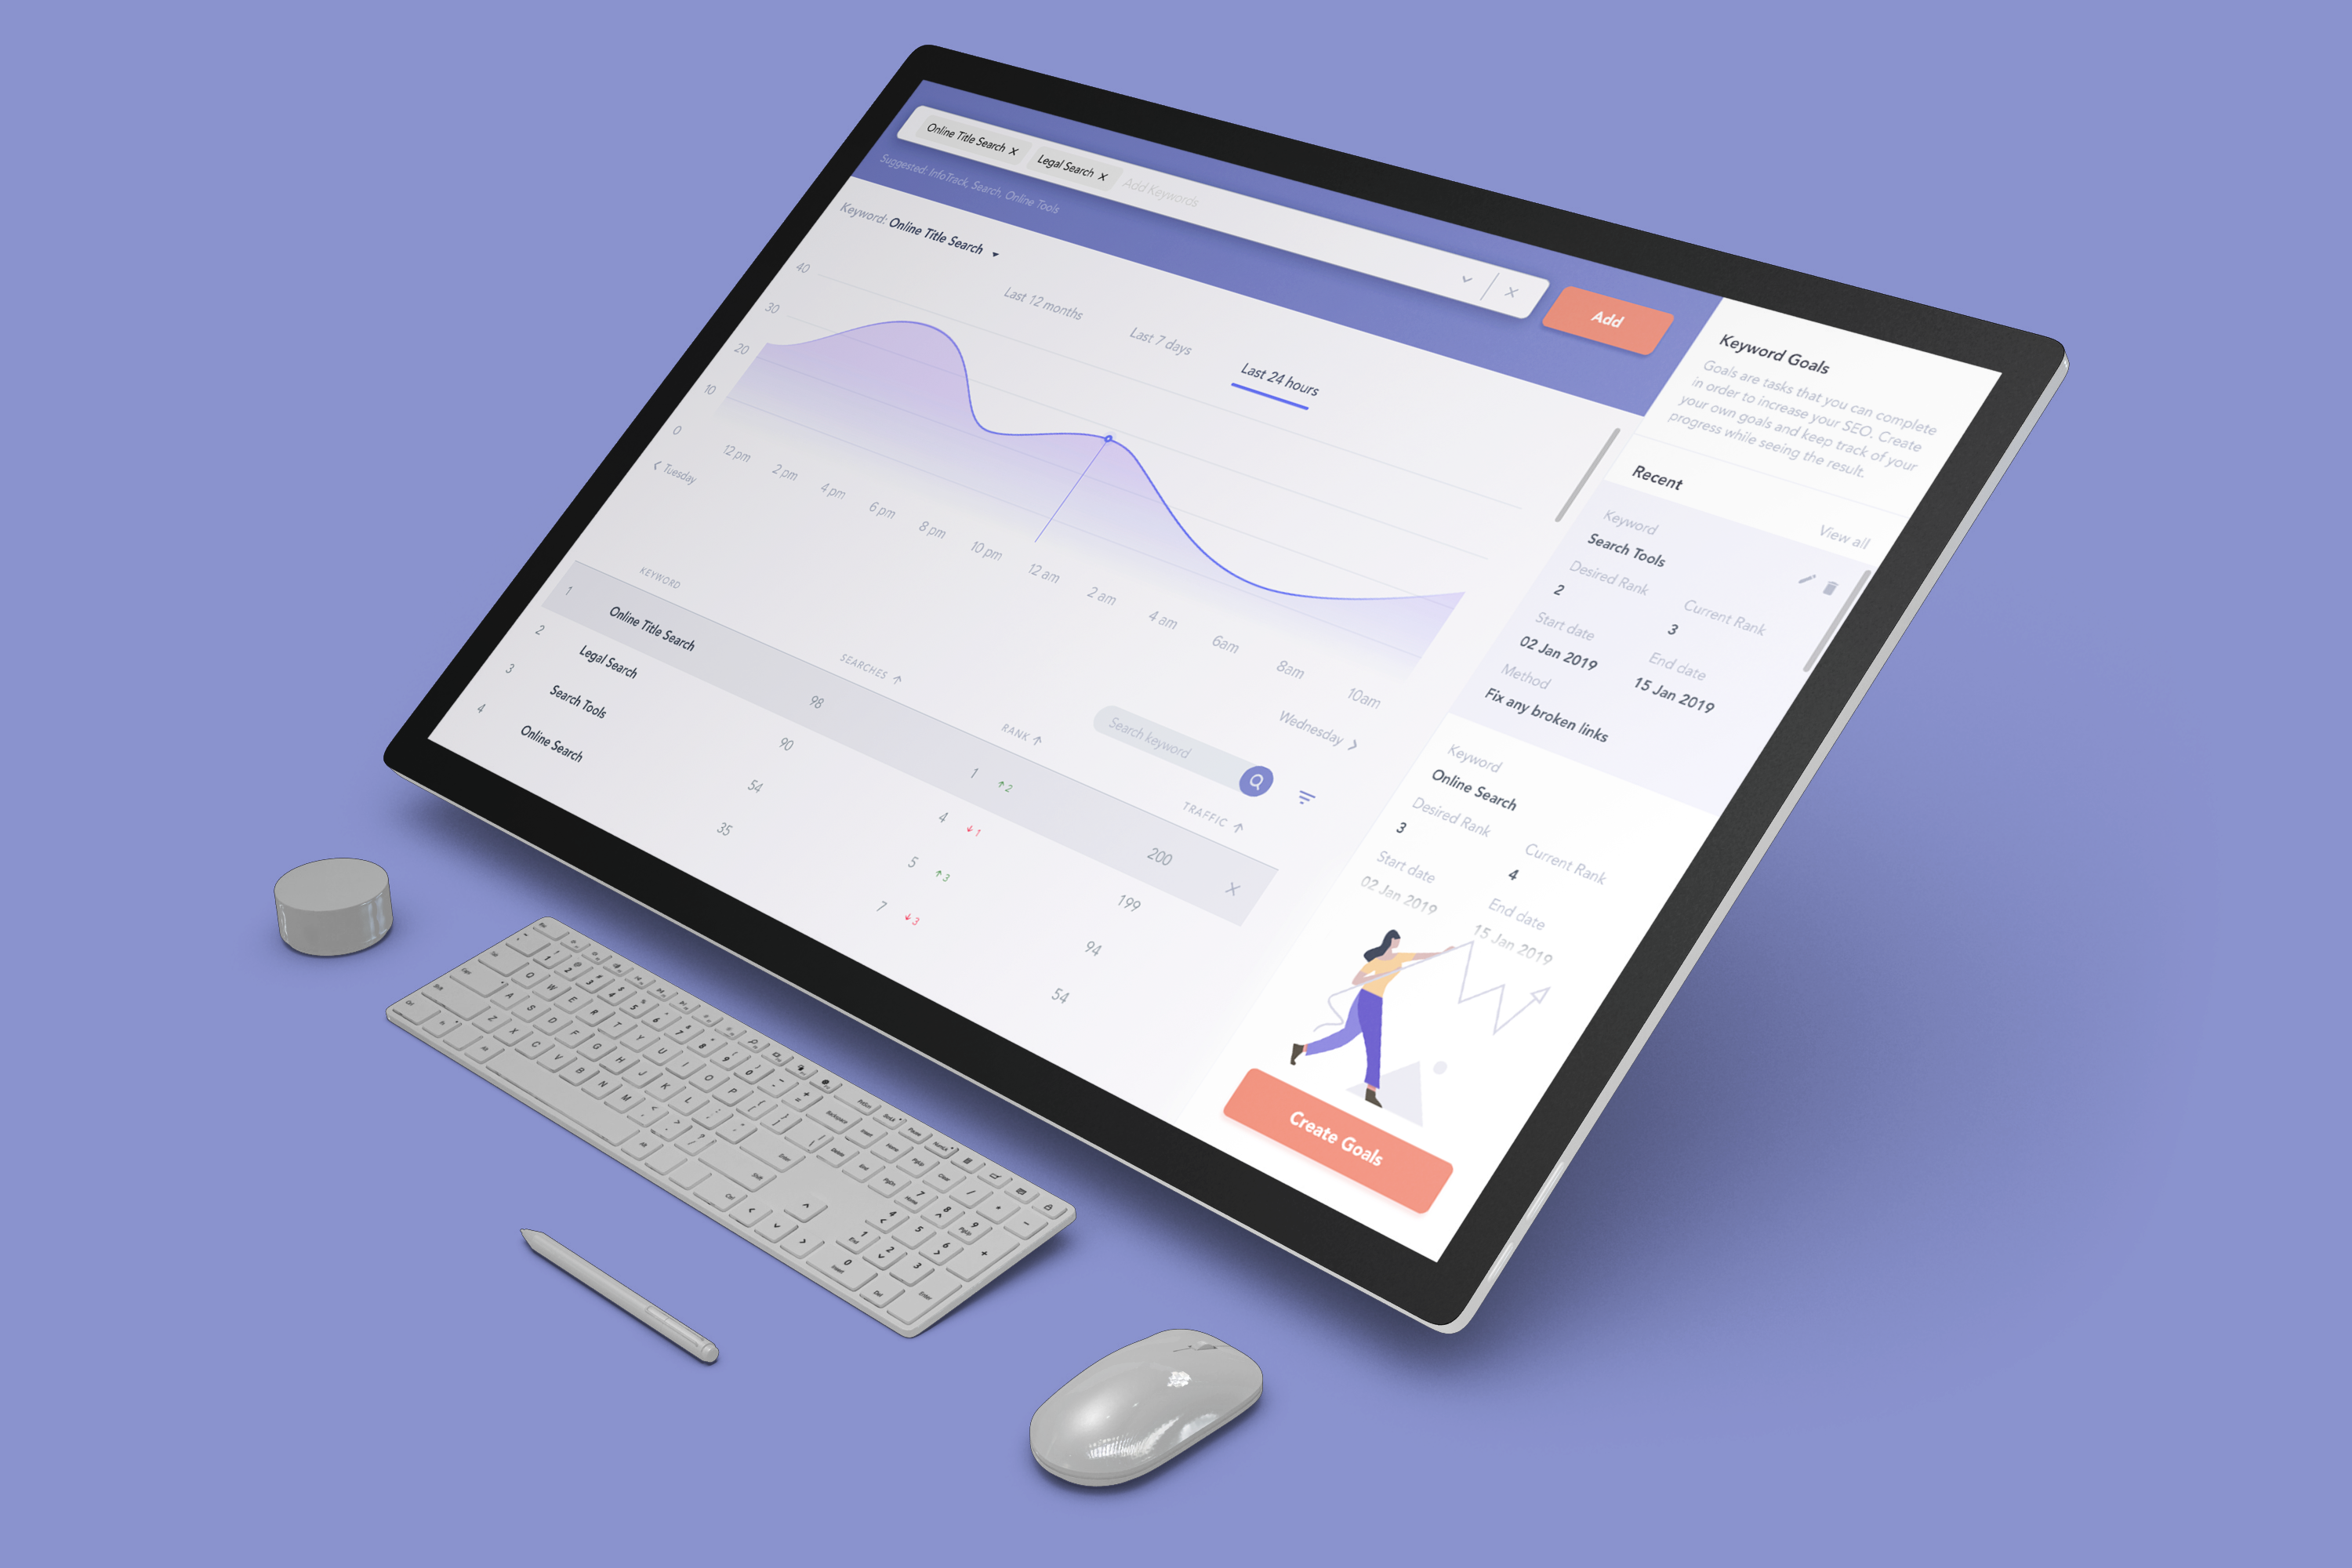 Online Title Search X Legal Search X Add Keywords
Add
Suggested: InfoTrack, Search, Online Tools
Keyword: Online Title Search
Last 12 months Last 7 days Last 24 hours
40
30
20
10
0
12 pm 2 pm 4 pm 6 pm 8 pm 10 pm 12 am 2 am 4 am 6am 8am 10am
Tuesday
Wednesday
Search keyword
KEYWORD SEARCHES ↑ RANK ↑ TRAFFIC ↑
1 Online Title Search 98 1 ↑2 200 X
2 Legal Search 90 4 ↓1 199
3 Search Tools 54 5 ↑3 94
4 Online Search 35 7 ↓3 54
Keyword Goals
Goals are tasks that you can complete
in order to increase your SEO. Create
your own goals and keep track of your
progress while seeing the result.
Recent
View all
Keyword
Search Tools
Desired Rank Current Rank
2 3
Start date End date
02 Jan 2019 15 Jan 2019
Method
Fix any broken links
Keyword
Online Search
Desired Rank Current Rank
3 4
Start date End date
02 Jan 2019 15 Jan 2019
Create Goals
Q W E R T Y U I O P
A S D F G H J K L
Z X C V B N M